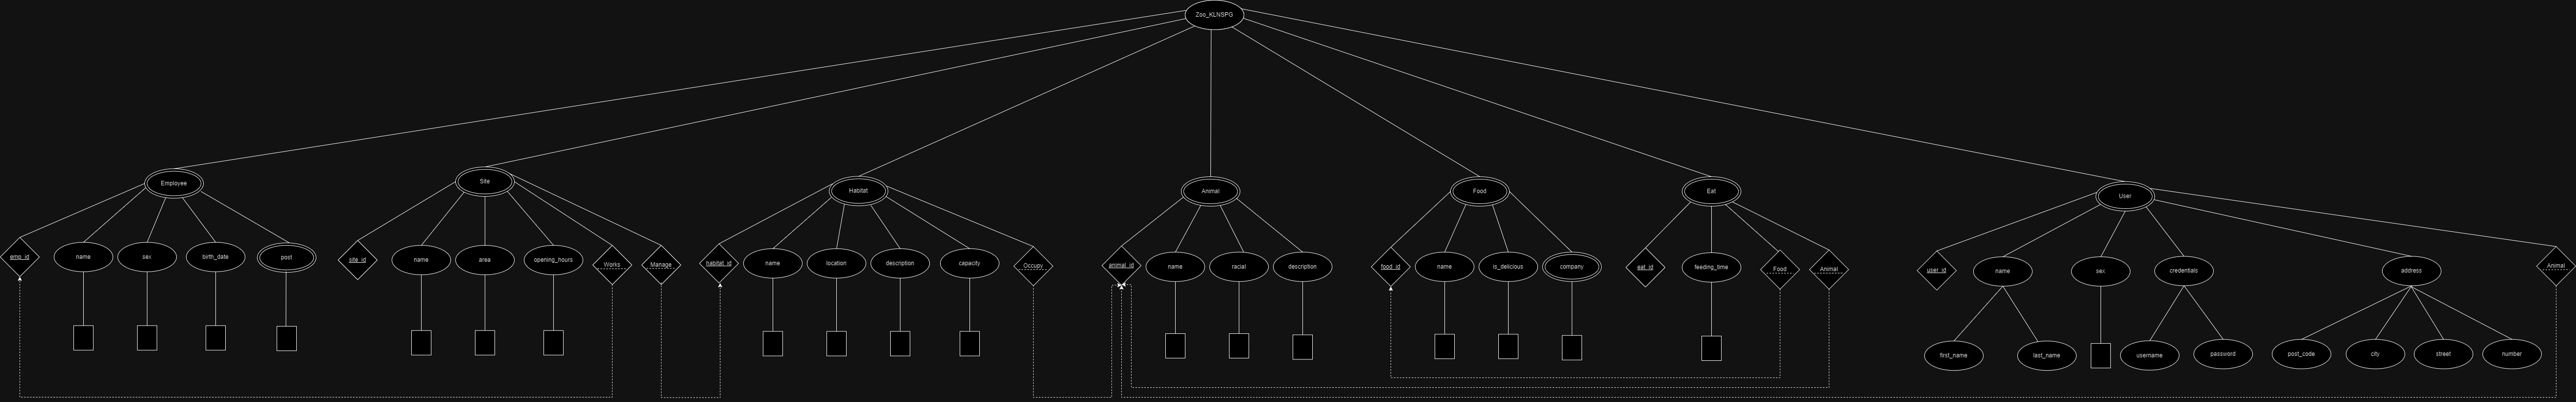 Zoo_KLNSPG
Employee
Site
Habitat
Animal
Food
Eat
User
emp_id
name
sex
birth_date
post
site_id
name
area
opening_hours
Works
Manage
habitat_id
name
location
description
capacity
Occupy
animal_id
name
racial
description
food_id
name
is_delicious
company
eat_id
feeding_time
Food
Animal
user_id
name
sex
credentials
address
Animal
first_name
last_name
username
password
post_code
city
street
number